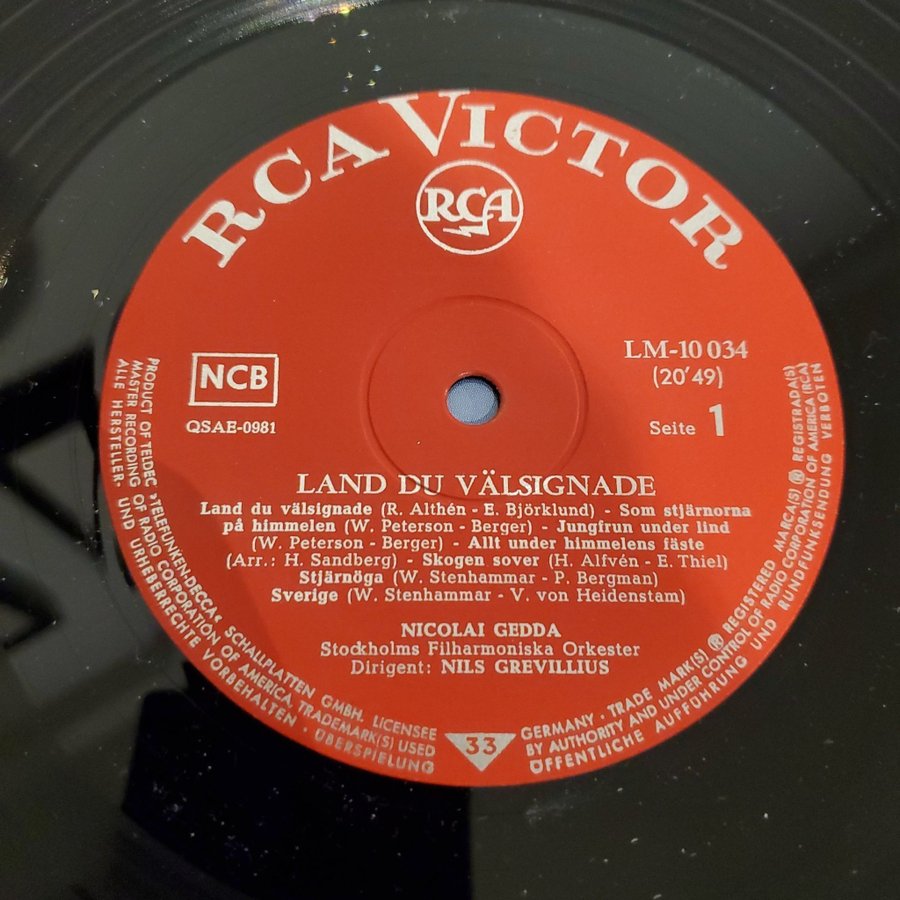 RCA VICTOR
RCA
NCB
QSAE-0981
LM-10 034
(20'49)
Seite 1
LAND DU VÄLSIGNADE
Land du välsignade (R. Althén - E. Björklund) - Som stjärnorna
på himmelen (W. Peterson - Berger) - Jungfrun under lind
(W. Peterson - Berger) - Allt under himmelens fäste
(Arr.: H. Sandberg) - Skogen sover (H. Alfvén - E. Thiel)
Stjärnöga (W. Stenhammar - P. Bergman)
Sverige (W. Stenhammar - V. von Heidenstam)
NICOLAI GEDDA
Stockholms Filharmoniska Orkester
Dirigent: NILS GREVILLIUS
33
PRODUCT OF TELDEC »TELEFUNKEN-DECCA« SCHALLPLATTEN GMBH. LICENSEE
MASTER RECORDING OF RADIO CORPORATION OF AMERICA, TRADEMARK(S) USED
ALLE HERSTELLER- UND URHEBERRECHTE VORBEHALTEN · ÜBERSPIELUNG
GERMANY · TRADE MARK(S) ® REGISTERED MARCA(S) ® REGISTRADA(S)
BY AUTHORITY AND UNDER CONTROL OF RADIO CORPORATION OF AMERICA (RCA)
ÖFFENTLICHE AUFFÜHRUNG UND RUNDFUNKSENDUNG VERBOTEN